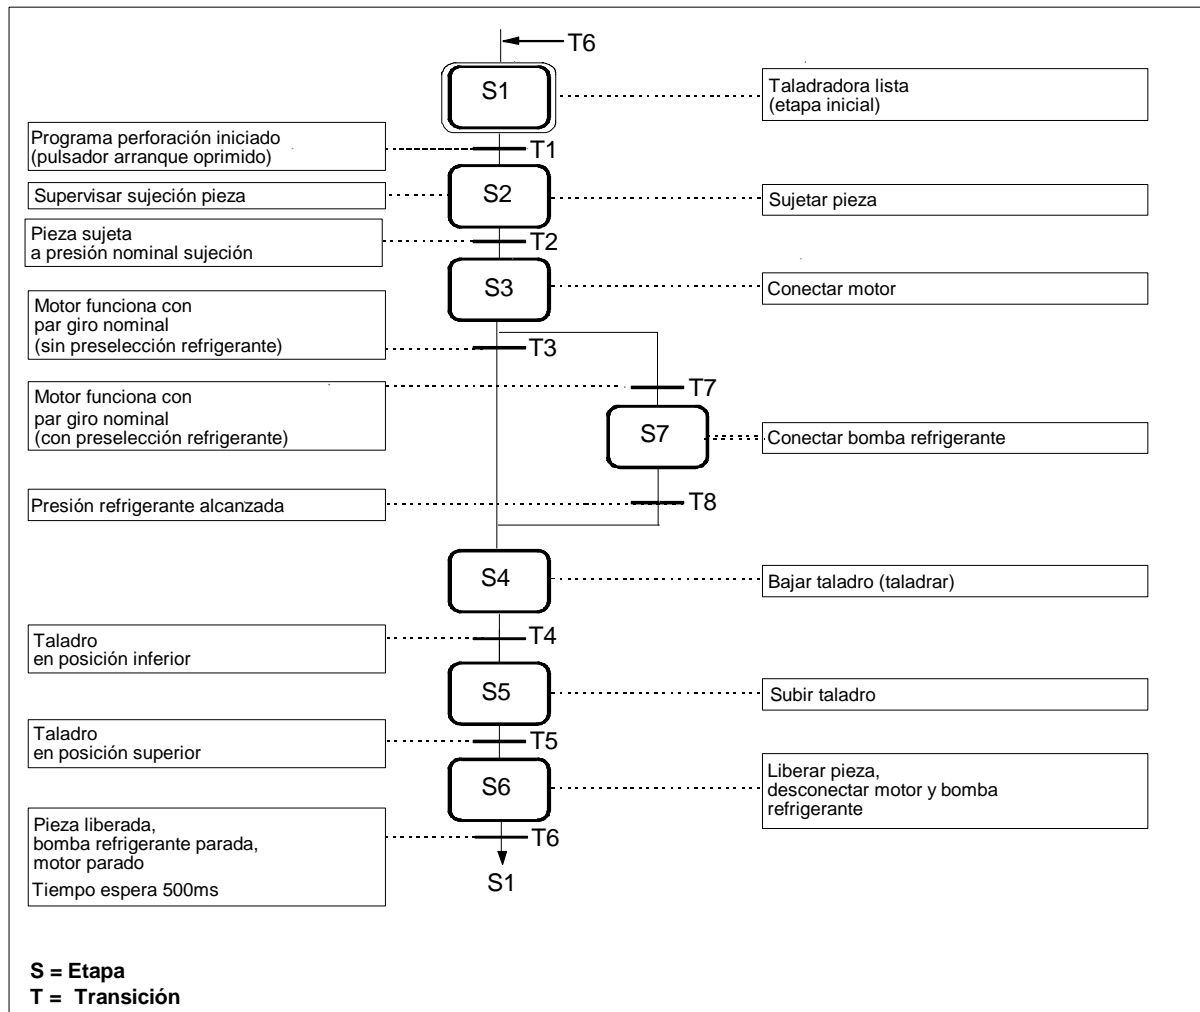 T6
S1
Taladradora lista
(etapa inicial)
Programa perforación iniciado
(pulsador arranque oprimido)
T1
Supervisar sujeción pieza
S2
Sujetar pieza
Pieza sujeta
a presión nominal sujeción
T2
S3
Conectar motor
Motor funciona con
par giro nominal
(sin preselección refrigerante)
T3
Motor funciona con
par giro nominal
(con preselección refrigerante)
T7
S7
Conectar bomba refrigerante
Presión refrigerante alcanzada
T8
S4
Bajar taladro (taladrar)
Taladro
en posición inferior
T4
S5
Subir taladro
Taladro
en posición superior
T5
S6
Liberar pieza,
desconectar motor y bomba
refrigerante
Pieza liberada,
bomba refrigerante parada,
motor parado
Tiempo espera 500ms
T6
S1
S = Etapa
T = Transición